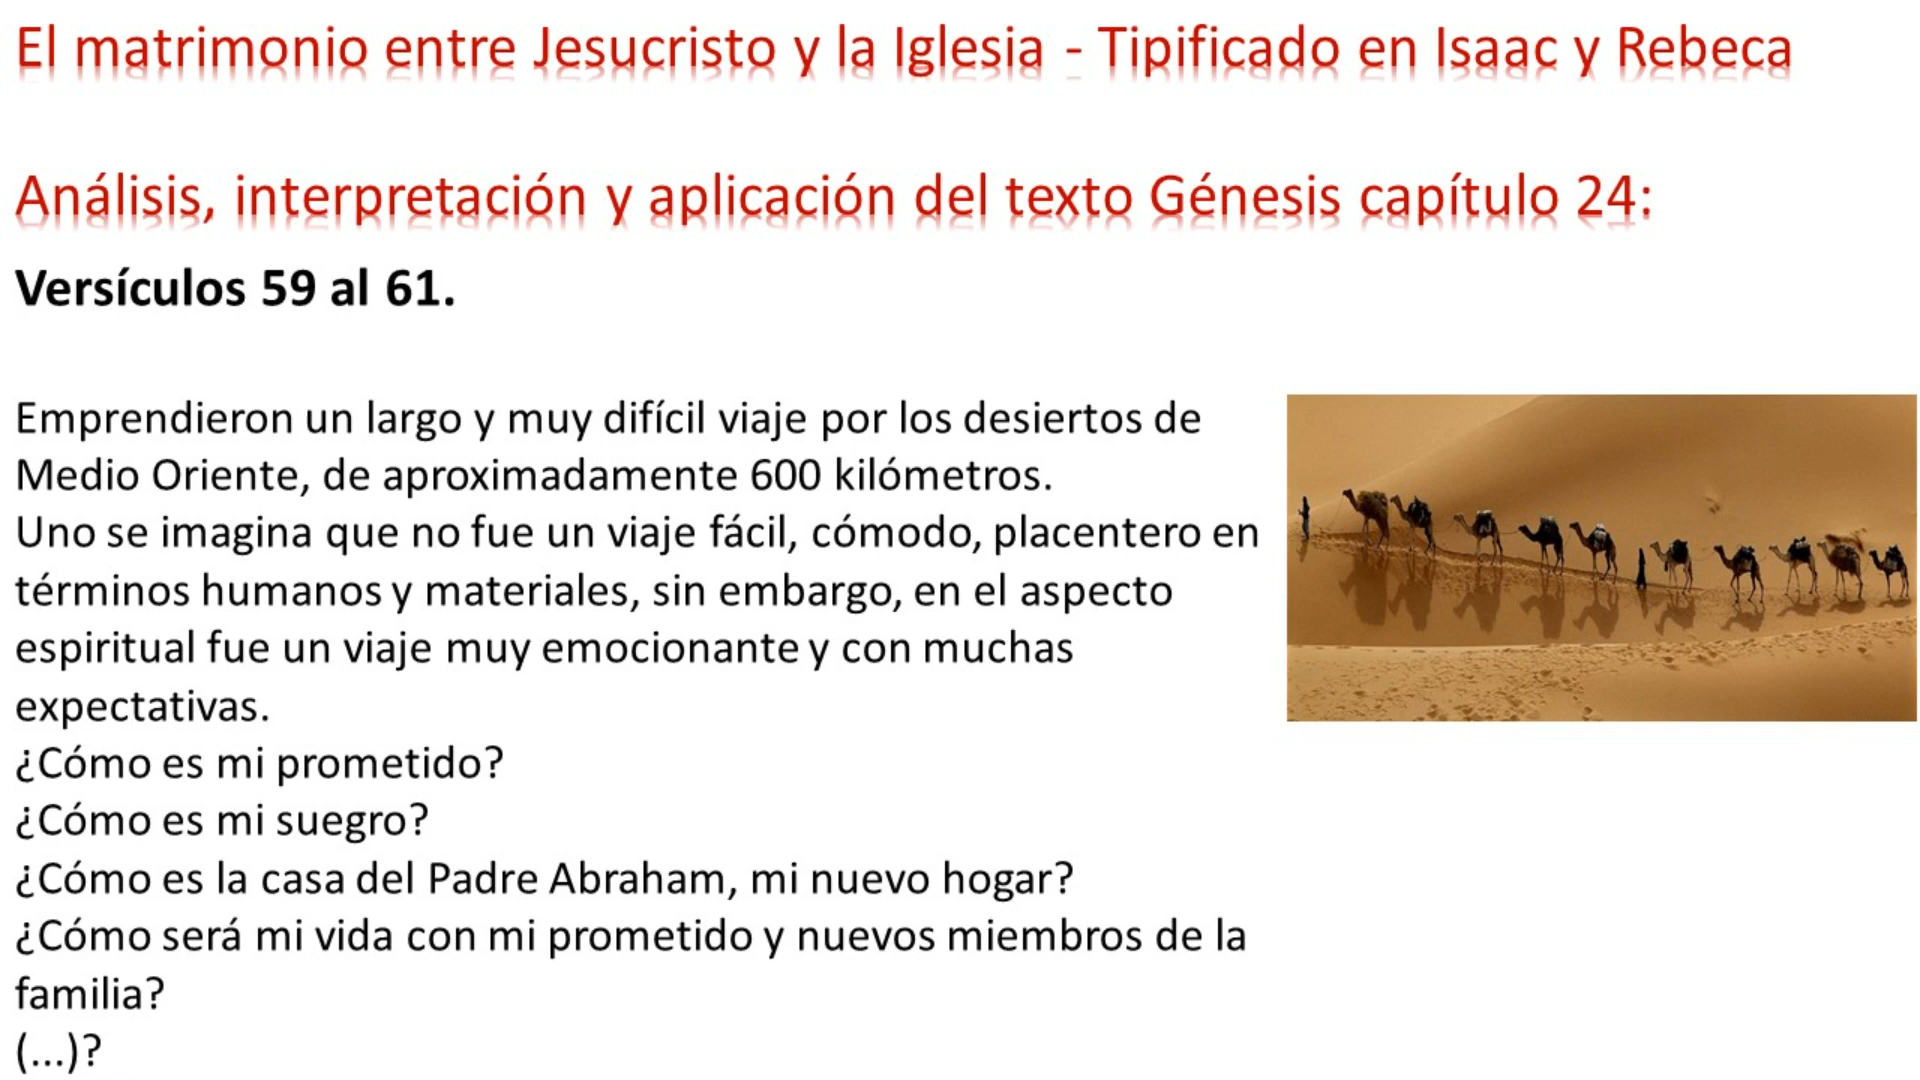 El matrimonio entre Jesucristo y la Iglesia - Tipificado en Isaac y Rebeca
Análisis, interpretación y aplicación del texto Génesis capítulo 24:
Versículos 59 al 61.
Emprendieron un largo y muy difícil viaje por los desiertos de
Medio Oriente, de aproximadamente 600 kilómetros.
Uno se imagina que no fue un viaje fácil, cómodo, placentero en
términos humanos y materiales, sin embargo, en el aspecto
espiritual fue un viaje muy emocionante y con muchas
expectativas.
¿Cómo es mi prometido?
¿Cómo es mi suegro?
¿Cómo es la casa del Padre Abraham, mi nuevo hogar?
¿Cómo será mi vida con mi prometido y nuevos miembros de la
familia?
(...)?